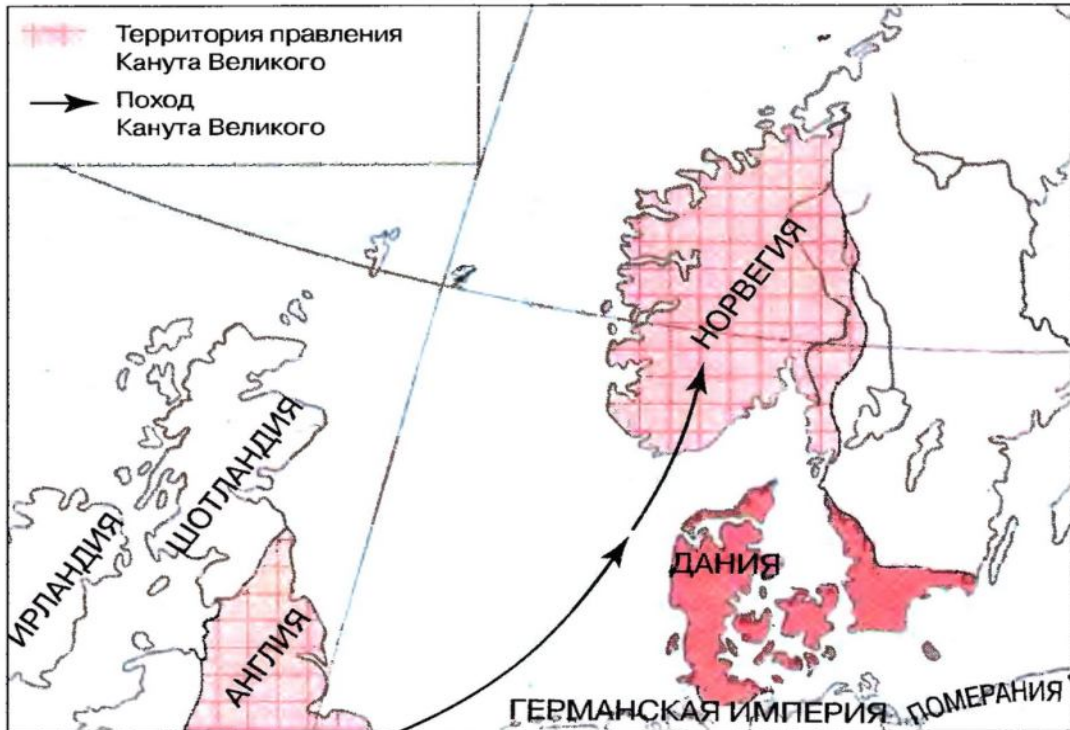 Территория правления
Канута Великого
Поход
Канута Великого
НОРВЕГИЯ
ШОТЛАНДИЯ
ИРЛАНДИЯ
ДАНИЯ
АНГЛИЯ
ГЕРМАНСКАЯ ИМПЕРИЯ
ПОМЕРАНИЯ